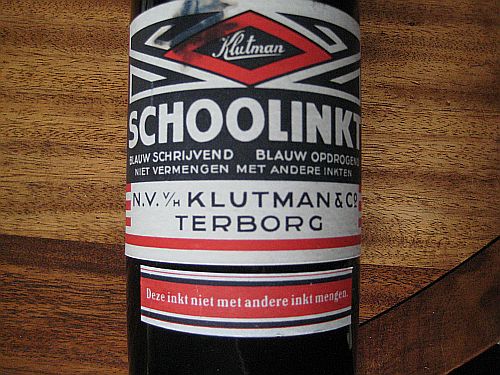 Klutman
SCHOOLINKT
BLAUW SCHRIJVEND BLAUW OPDROGEND
NIET VERMENGEN MET ANDERE INKTEN
N.V. V/H KLUTMAN & Co
TERBORG
Deze inkt niet met andere inkt mengen.